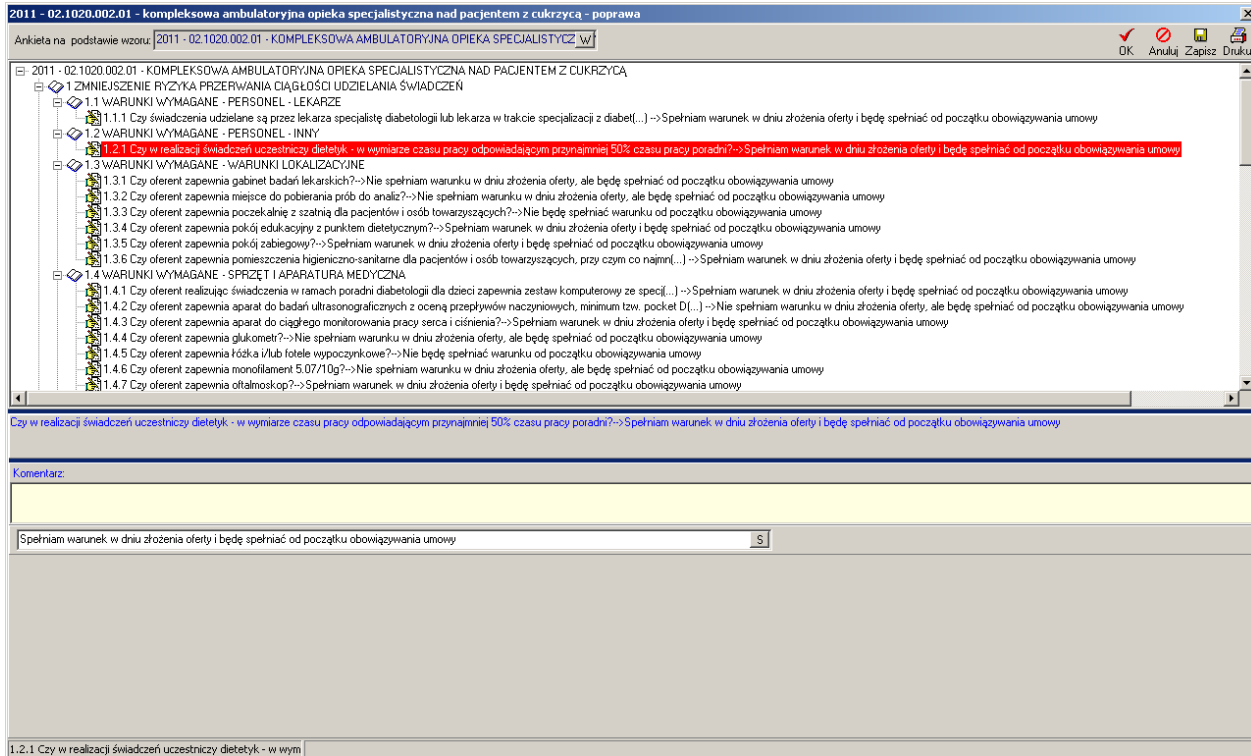 2011 - 02.1020.002.01 - kompleksowa ambulatoryjna opieka specjalistyczna nad pacjentem z cukrzycą - poprawa
Ankieta na podstawie wzoru: 2011 - 02.1020.002.01 - KOMPLEKSOWA AMBULATORYJNA OPIEKA SPECJALISTYCZ W
OK Anuluj Zapisz Druku
2011 - 02.1020.002.01 - KOMPLEKSOWA AMBULATORYJNA OPIEKA SPECJALISTYCZNA NAD PACJENTEM Z CUKRZYCĄ
1 ZMNIEJSZENIE RYZYKA PRZERWANIA CIĄGŁOŚCI UDZIELANIA ŚWIADCZEŃ
1.1 WARUNKI WYMAGANE - PERSONEL - LEKARZE
1.1.1 Czy świadczenia udzielane są przez lekarza specjalistę diabetologii lub lekarza w trakcie specjalizacji z diabet(...) -->Spełniam warunek w dniu złożenia oferty i będę spełniać od początku obowiązywania umowy
1.2 WARUNKI WYMAGANE - PERSONEL - INNY
1.2.1 Czy w realizacji świadczeń uczestniczy dietetyk - w wymiarze czasu pracy odpowiadającym przynajmniej 50% czasu pracy poradni?-->Spełniam warunek w dniu złożenia oferty i będę spełniać od początku obowiązywania umowy
1.3 WARUNKI WYMAGANE - WARUNKI LOKALIZACYJNE
1.3.1 Czy oferent zapewnia gabinet badań lekarskich?-->Nie spełniam warunku w dniu złożenia oferty, ale będę spełniać od początku obowiązywania umowy
1.3.2 Czy oferent zapewnia miejsce do pobierania prób do analiz?-->Nie spełniam warunku w dniu złożenia oferty, ale będę spełniać od początku obowiązywania umowy
1.3.3 Czy oferent zapewnia poczekalnię z szatnią dla pacjentów i osób towarzyszących?-->Nie będę spełniać warunku od początku obowiązywania umowy
1.3.4 Czy oferent zapewnia pokój edukacyjny z punktem dietetycznym?-->Spełniam warunek w dniu złożenia oferty i będę spełniać od początku obowiązywania umowy
1.3.5 Czy oferent zapewnia pokój zabiegowy?-->Spełniam warunek w dniu złożenia oferty i będę spełniać od początku obowiązywania umowy
1.3.6 Czy oferent zapewnia pomieszczenia higieniczno-sanitarne dla pacjentów i osób towarzyszących, przy czym co najmn(...) -->Spełniam warunek w dniu złożenia oferty i będę spełniać od początku obowiązywania umowy
1.4 WARUNKI WYMAGANE - SPRZĘT I APARATURA MEDYCZNA
1.4.1 Czy oferent realizując świadczenia w ramach poradni diabetologii dla dzieci zapewnia zestaw komputerowy ze specj(...) -->Spełniam warunek w dniu złożenia oferty i będę spełniać od początku obowiązywania umowy
1.4.2 Czy oferent zapewnia aparat do badań ultrasonograficznych z oceną przepływów naczyniowych, minimum tzw. pocket D(...) -->Nie spełniam warunku w dniu złożenia oferty, ale będę spełniać od początku obowiązywania umowy
1.4.3 Czy oferent zapewnia aparat do ciągłego monitorowania pracy serca i ciśnienia?-->Spełniam warunek w dniu złożenia oferty i będę spełniać od początku obowiązywania umowy
1.4.4 Czy oferent zapewnia glukometr?-->Nie spełniam warunku w dniu złożenia oferty, ale będę spełniać od początku obowiązywania umowy
1.4.5 Czy oferent zapewnia łóżka i/lub fotele wypoczynkowe?-->Nie będę spełniać warunku od początku obowiązywania umowy
1.4.6 Czy oferent zapewnia monofilament 5.07/10g?-->Nie spełniam warunku w dniu złożenia oferty, ale będę spełniać od początku obowiązywania umowy
1.4.7 Czy oferent zapewnia oftalmoskop?-->Spełniam warunek w dniu złożenia oferty i będę spełniać od początku obowiązywania umowy
Czy w realizacji świadczeń uczestniczy dietetyk - w wymiarze czasu pracy odpowiadającym przynajmniej 50% czasu pracy poradni?-->Spełniam warunek w dniu złożenia oferty i będę spełniać od początku obowiązywania umowy
Komentarz:
Spełniam warunek w dniu złożenia oferty i będę spełniać od początku obowiązywania umowy S
1.2.1 Czy w realizacji świadczeń uczestniczy dietetyk - w wym